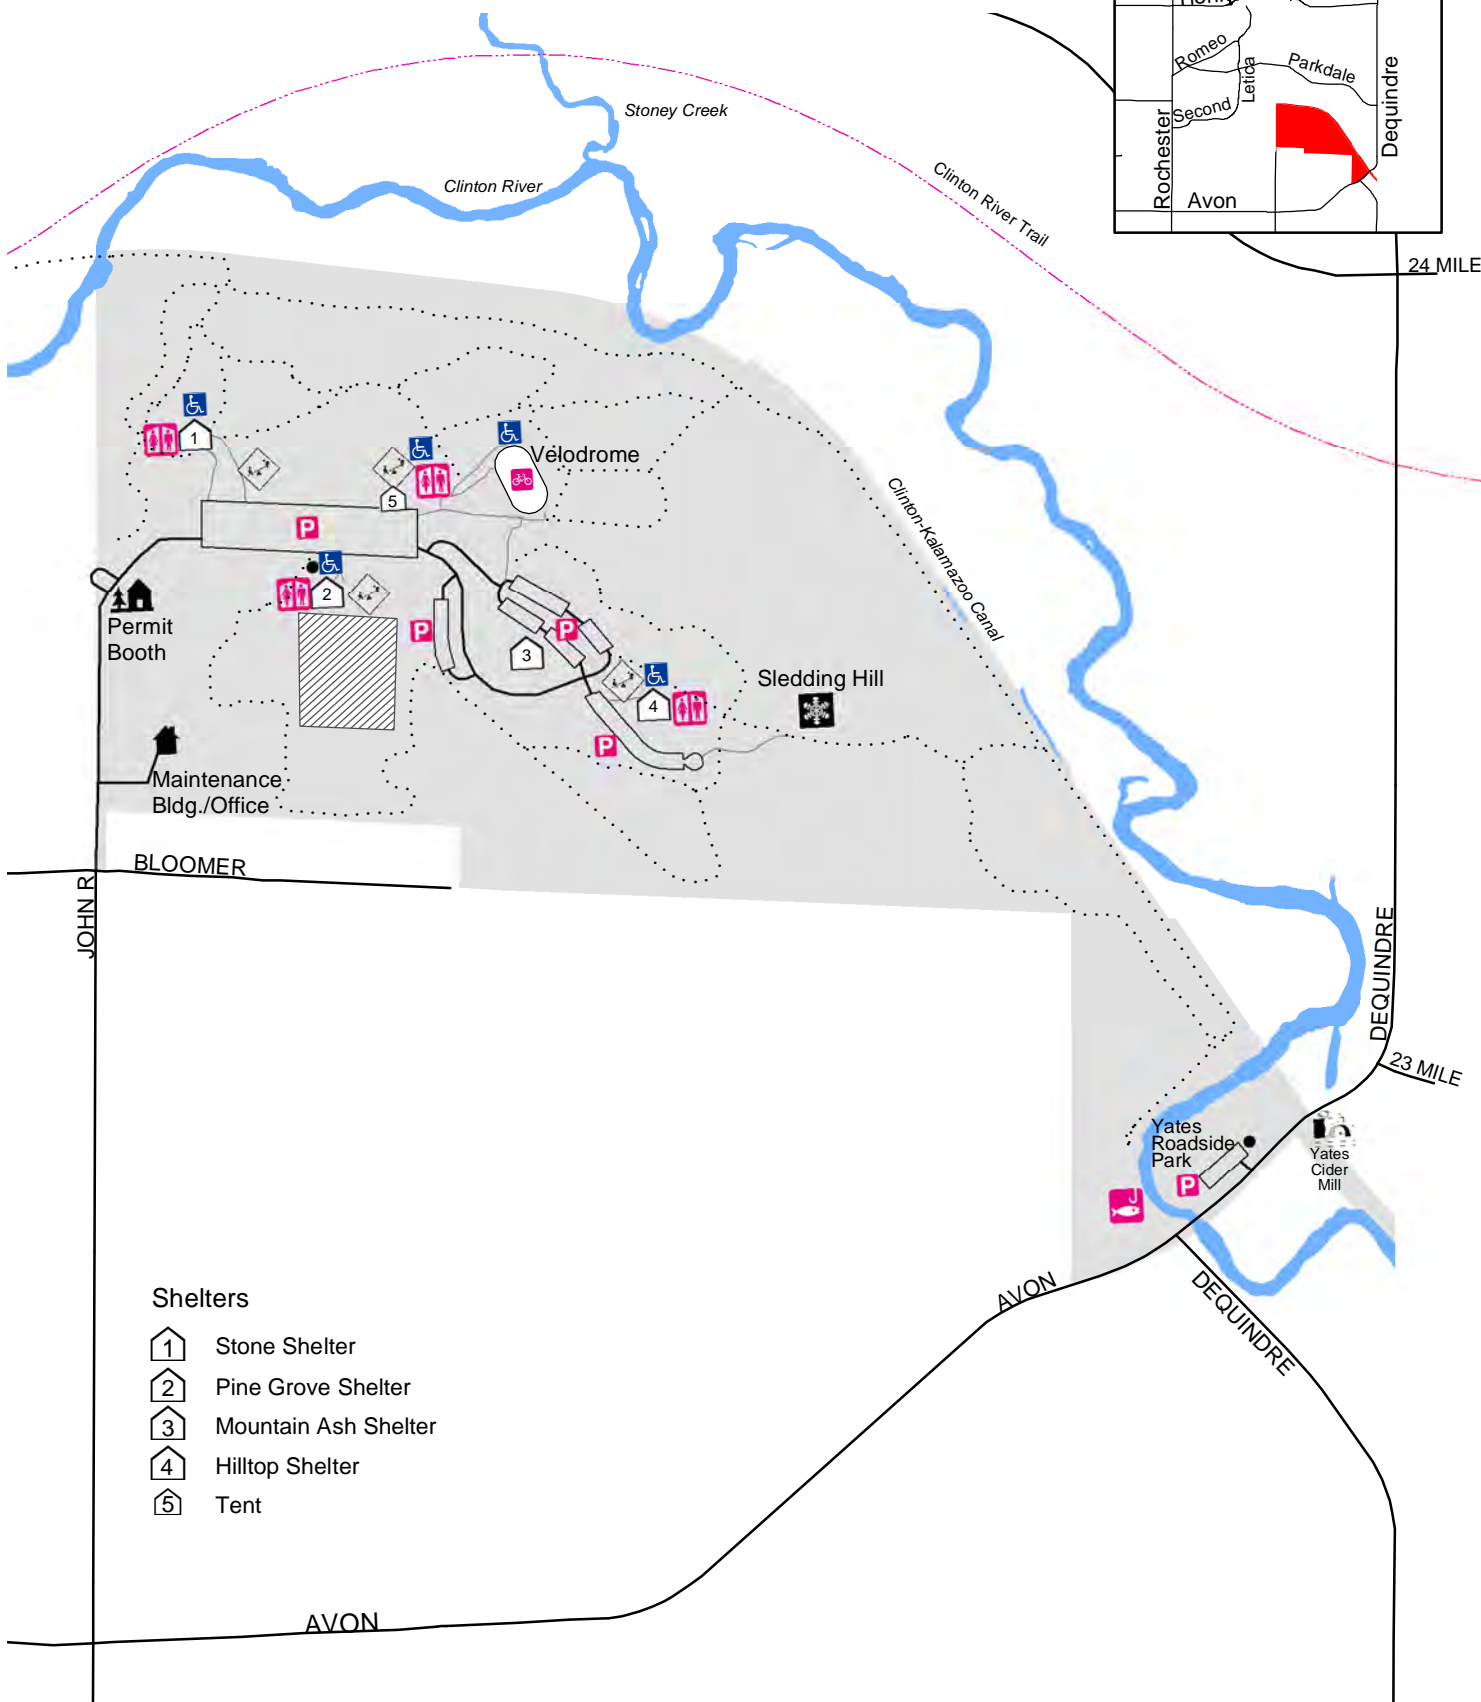 Romeo
Letica
Parkdale
Second
Rochester
Dequindre
Avon
Stoney Creek
Clinton River
Clinton River Trail
24 MILE
1
5
Velodrome
P
Clinton-Kalamazoo Canal
2
Permit
Booth
P
P
3
4
Sledding Hill
P
Maintenance
Bldg./Office
BLOOMER
JOHN R
DEQUINDRE
23 MILE
Yates
Roadside
Park
P
Yates
Cider
Mill
AVON
DEQUINDRE
Shelters
1 Stone Shelter
2 Pine Grove Shelter
3 Mountain Ash Shelter
4 Hilltop Shelter
5 Tent
AVON